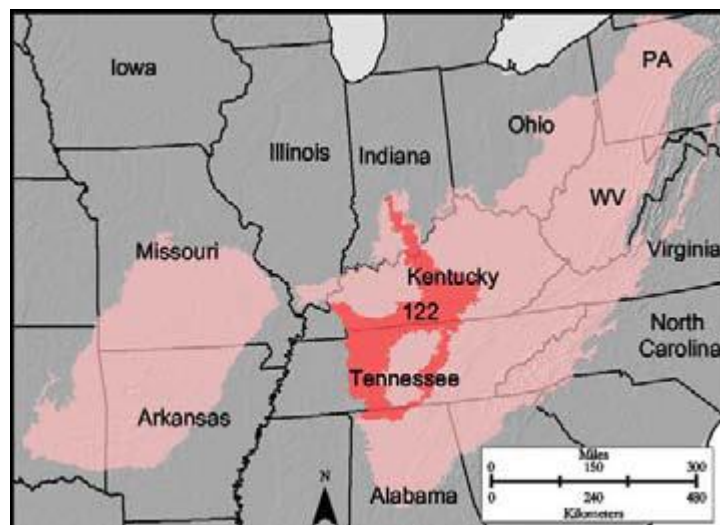 PA
Iowa
Ohio
Illinois
Indiana
WV
Missouri
Virginia
Kentucky
122
North
Carolina
Tennessee
Arkansas
Alabama
N
Miles
0 150 300
0 240 480
Kilometers